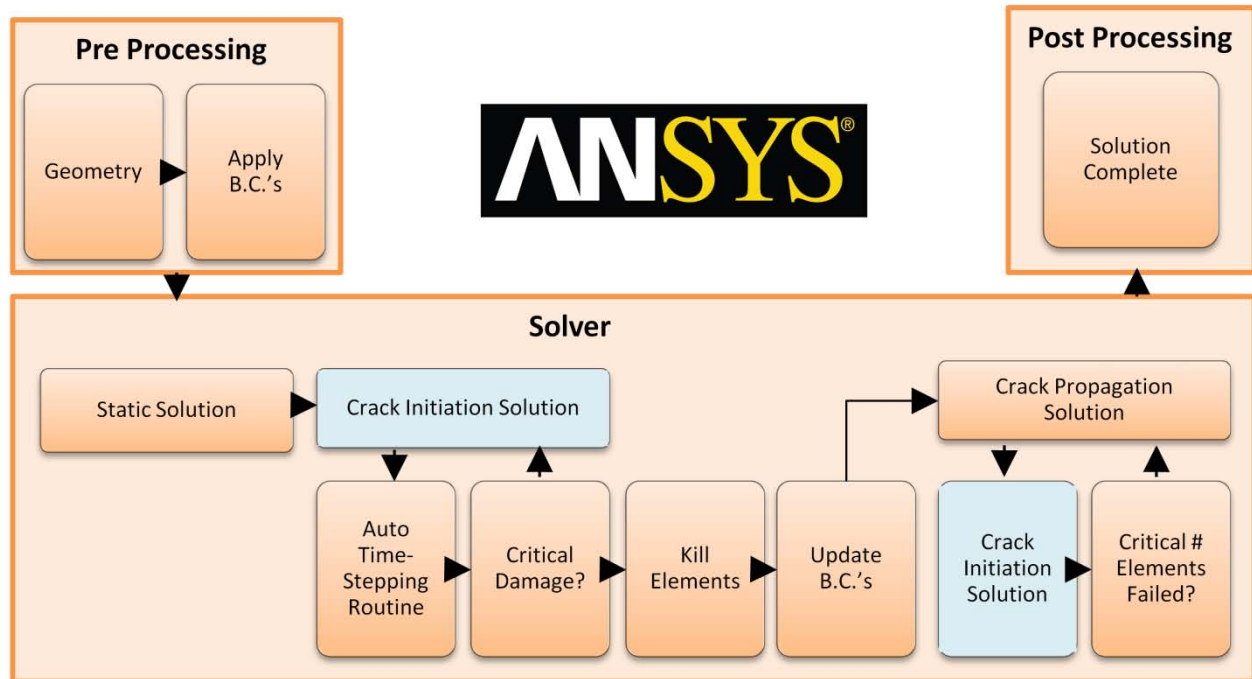 Pre Processing
Geometry
Apply
B.C.'s
ANSYS®
Post Processing
Solution
Complete
Solver
Static Solution
Crack Initiation Solution
Crack Propagation
Solution
Auto
Time-
Stepping
Routine
Critical
Damage?
Kill
Elements
Update
B.C.'s
Crack
Initiation
Solution
Critical #
Elements
Failed?